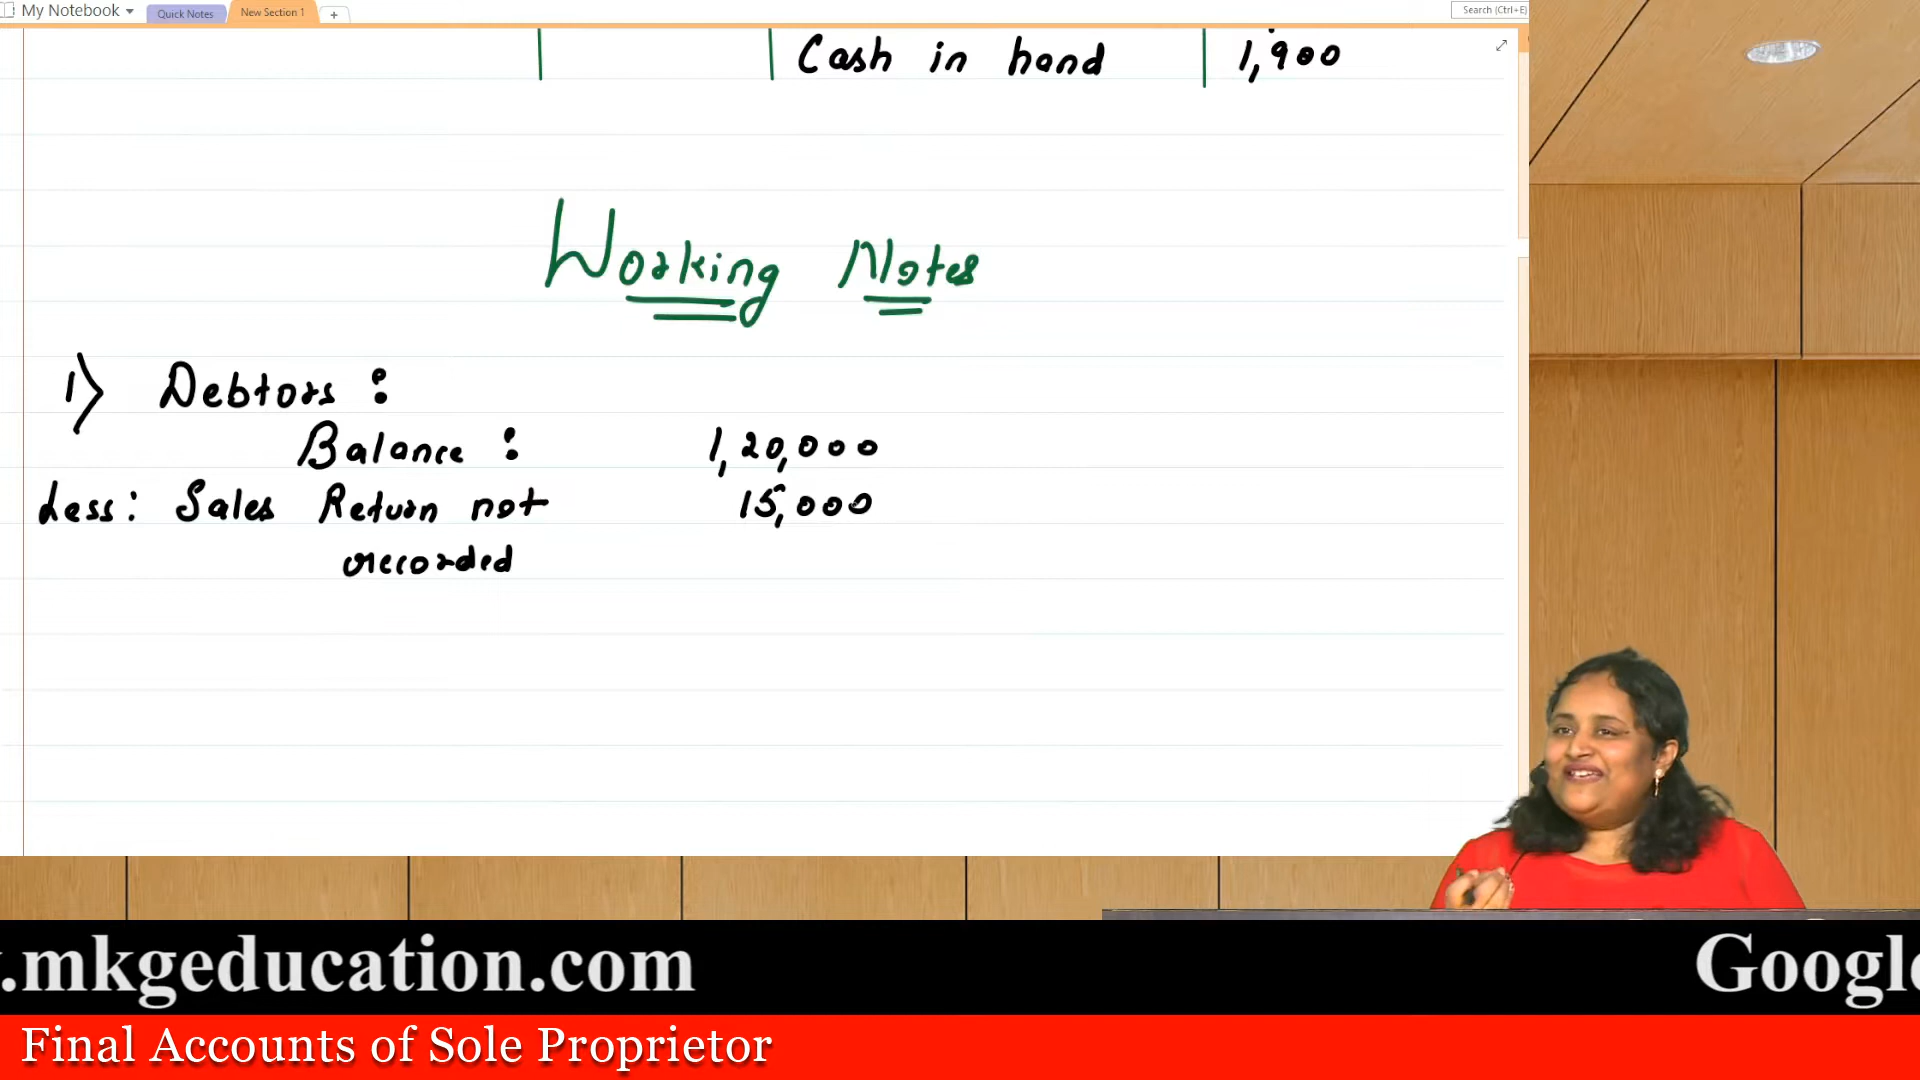 My Notebook
Quick Notes
New Section 1
+
Search (Ctrl+E)
Cash in hand 1,900
Working Notes
1) Debtors :
Balance : 1,20,000
Less: Sales Return not 15,000
recorded
.mkgeducation.com
Google
Final Accounts of Sole Proprietor